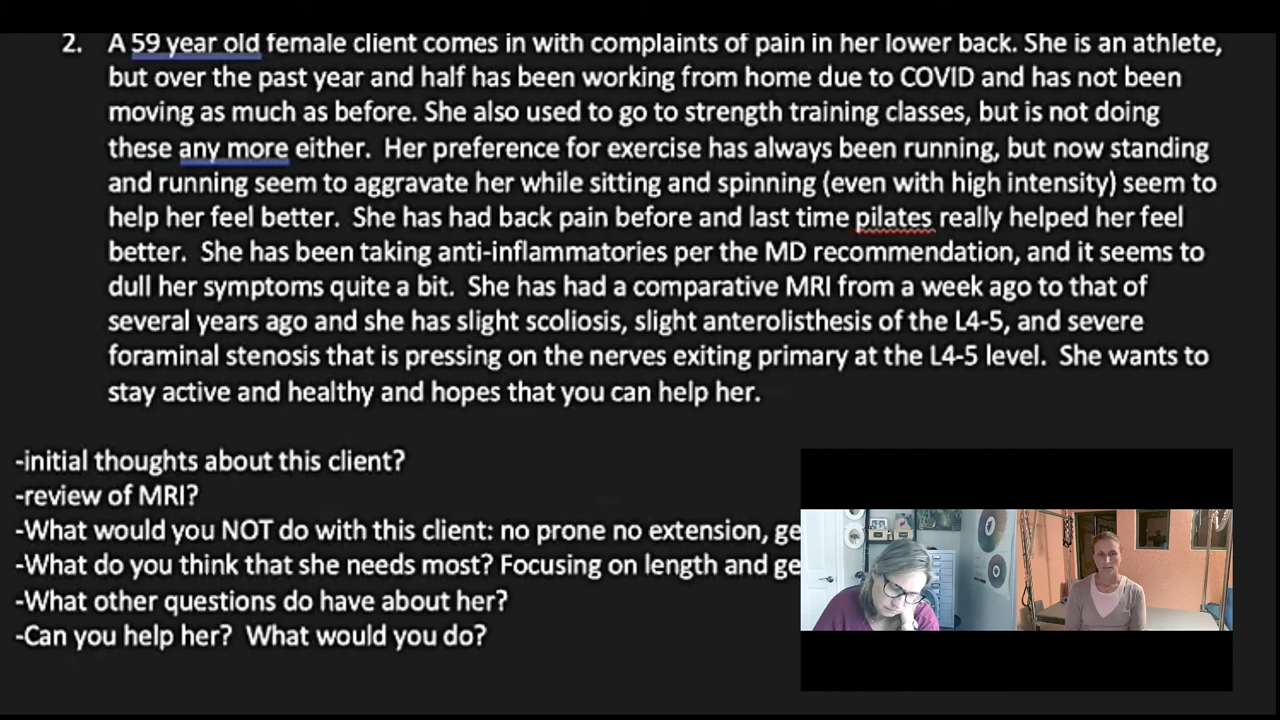 2. A 59 year old female client comes in with complaints of pain in her lower back. She is an athlete,
but over the past year and half has been working from home due to COVID and has not been
moving as much as before. She also used to go to strength training classes, but is not doing
these any more either. Her preference for exercise has always been running, but now standing
and running seem to aggravate her while sitting and spinning (even with high intensity) seem to
help her feel better. She has had back pain before and last time pilates really helped her feel
better. She has been taking anti-inflammatories per the MD recommendation, and it seems to
dull her symptoms quite a bit. She has had a comparative MRI from a week ago to that of
several years ago and she has slight scoliosis, slight anterolisthesis of the L4-5, and severe
foraminal stenosis that is pressing on the nerves exiting primary at the L4-5 level. She wants to
stay active and healthy and hopes that you can help her.
-initial thoughts about this client?
-review of MRI?
-What would you NOT do with this client: no prone no extension, ge
-What do you think that she needs most? Focusing on length and ge
-What other questions do have about her?
-Can you help her? What would you do?